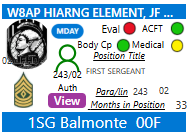 W8AP HIARNG ELEMENT, JF ...
MDAY
Eval ACFT
Body Cp Medical
Position Title
02
243/02
FIRST SERGEANT
Auth
Para/lin 243 02
View
Months in Position 33
1SG Balmonte 00F